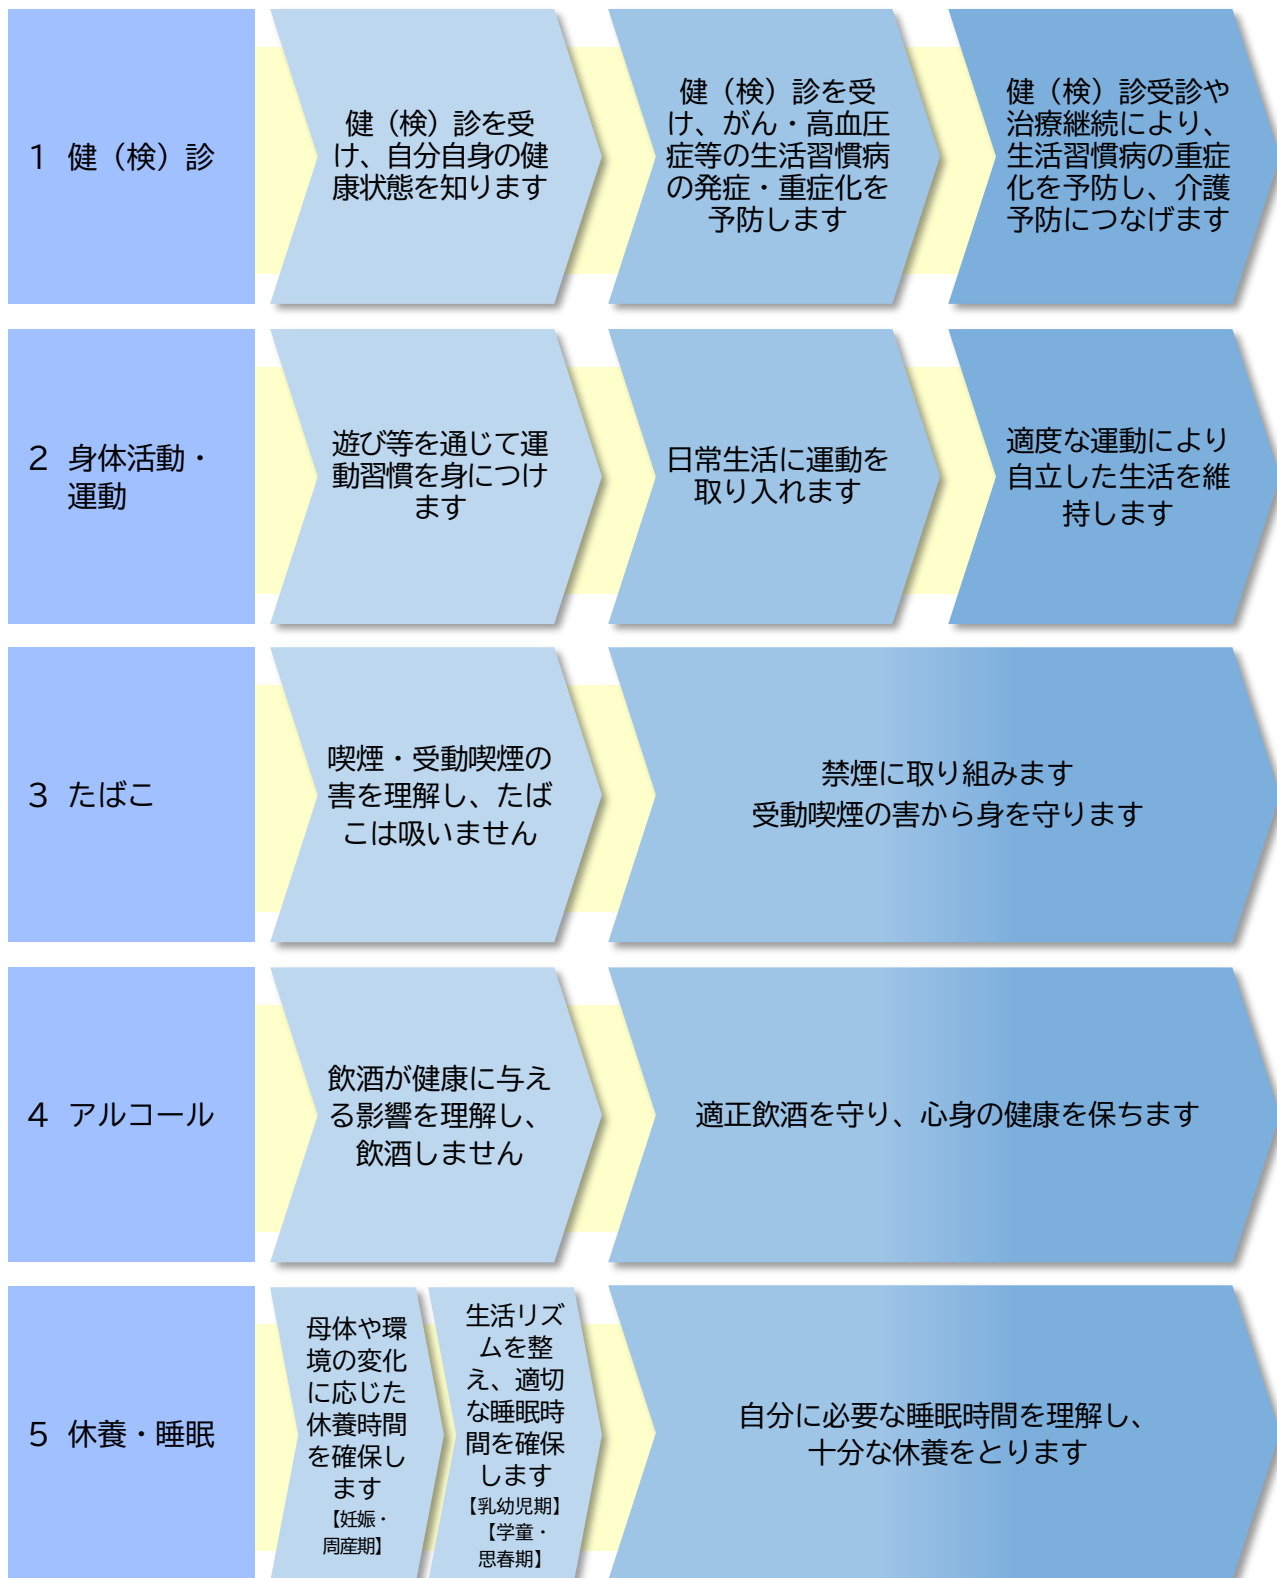 1 健（検）診
健（検）診を受
け、自分自身の健
康状態を知ります
健（検）診を受
け、がん・高血圧
症等の生活習慣病
の発症・重症化を
予防します
健（検）診受診や
治療継続により、
生活習慣病の重症
化を予防し、介護
予防につなげます
2 身体活動・
運動
遊び等を通じて運
動習慣を身につけ
ます
日常生活に運動を
取り入れます
適度な運動により
自立した生活を維
持します
3 たばこ
喫煙・受動喫煙の
害を理解し、たば
こは吸いません
禁煙に取り組みます
受動喫煙の害から身を守ります
4 アルコール
飲酒が健康に与え
る影響を理解し、
飲酒しません
適正飲酒を守り、心身の健康を保ちます
5 休養・睡眠
母体や環
境の変化
に応じた
休養時間
を確保し
ます
【妊娠・
周産期】
生活リズ
ムを整
え、適切
な睡眠時
間を確保
します
【乳幼児期】
【学童・
思春期】
自分に必要な睡眠時間を理解し、
十分な休養をとります